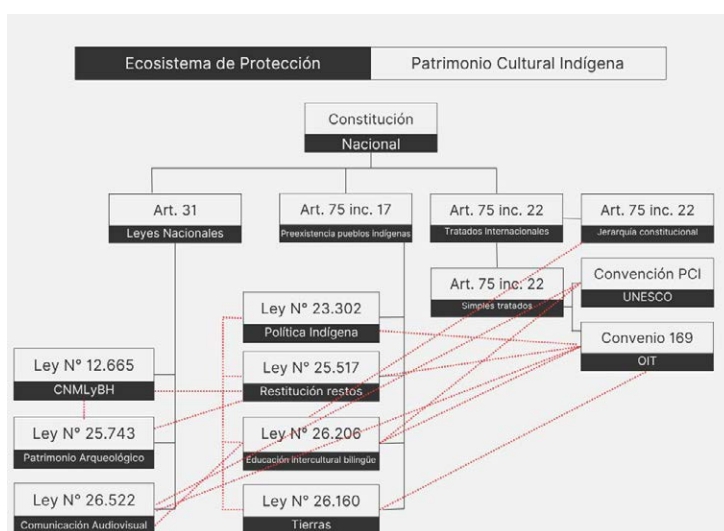 Ecosistema de Protección
Patrimonio Cultural Indígena
Constitución
Nacional
Art. 31
Leyes Nacionales
Art. 75 inc. 17
Preexistencia pueblos indígenas
Art. 75 inc. 22
Tratados Internacionales
Art. 75 inc. 22
Jerarquía constitucional
Art. 75 inc. 22
Simples tratados
Convención PCI
UNESCO
Convenio 169
OIT
Ley N° 23.302
Política Indígena
Ley N° 25.517
Restitución restos
Ley N° 26.206
Educación intercultural bilingüe
Ley N° 26.160
Tierras
Ley N° 12.665
CNMLyBH
Ley N° 25.743
Patrimonio Arqueológico
Ley N° 26.522
Comunicación Audiovisual